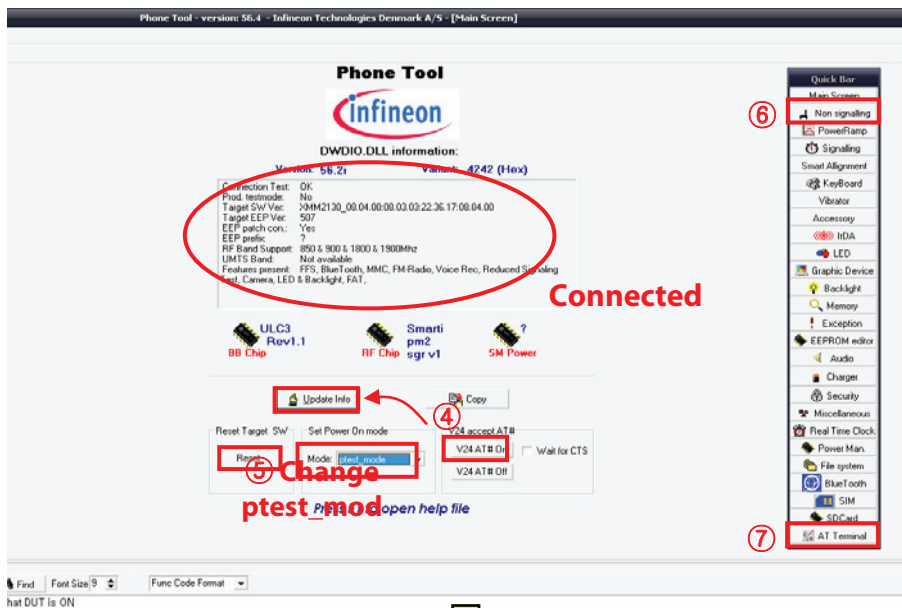 Phone Tool - version: 56.4 - Infineon Technologies Denmark A/S - [Main Screen]
Phone Tool
infineon
DWDIO.DLL information:
Version: 56.2i Variant: 4242 (Hex)
Connection Test: OK
Prod. testmode: No
Target SW Ver: XMM2130_08.04.00:08.03.03:22.36.17:08.04.00
Target EEP Ver: 507
EEP patch con.: Yes
EEP prefix: ?
RF Band Support: 850 & 900 & 1800 & 1900Mhz
UMTS Band: Not available
Features present: FFS, BlueTooth, MMC, FM-Radio, Voice Rec, Reduced Signaling
Test, Camera, LED & Backlight, FAT,
Connected
ULC3
Rev1.1
BB Chip
Smarti
pm2
RF Chip sgr v1
?
SM Power
Update Info
Copy
④
Reset Target SW
Reset
Set Power On mode
Mode: ptest_mode
V24 accept AT#
V24 AT# On
Wait for CTS
V24 AT# Off
⑤ Change
ptest_mod
Press F1 to open help file
Quick Bar
Main Screen
⑥
Non signaling
PowerRamp
Signaling
Smart Allignment
KeyBoard
Vibrator
Accessory
IrDA
LED
Graphic Device
Backlight
Memory
Exception
EEPROM editor
Audio
Charger
Security
Miscellaneous
Real Time Clock
Power Man.
File system
BlueTooth
SIM
SDCard
⑦
AT Terminal
Find Font Size 9 Func Code Format
hat DUT is ON